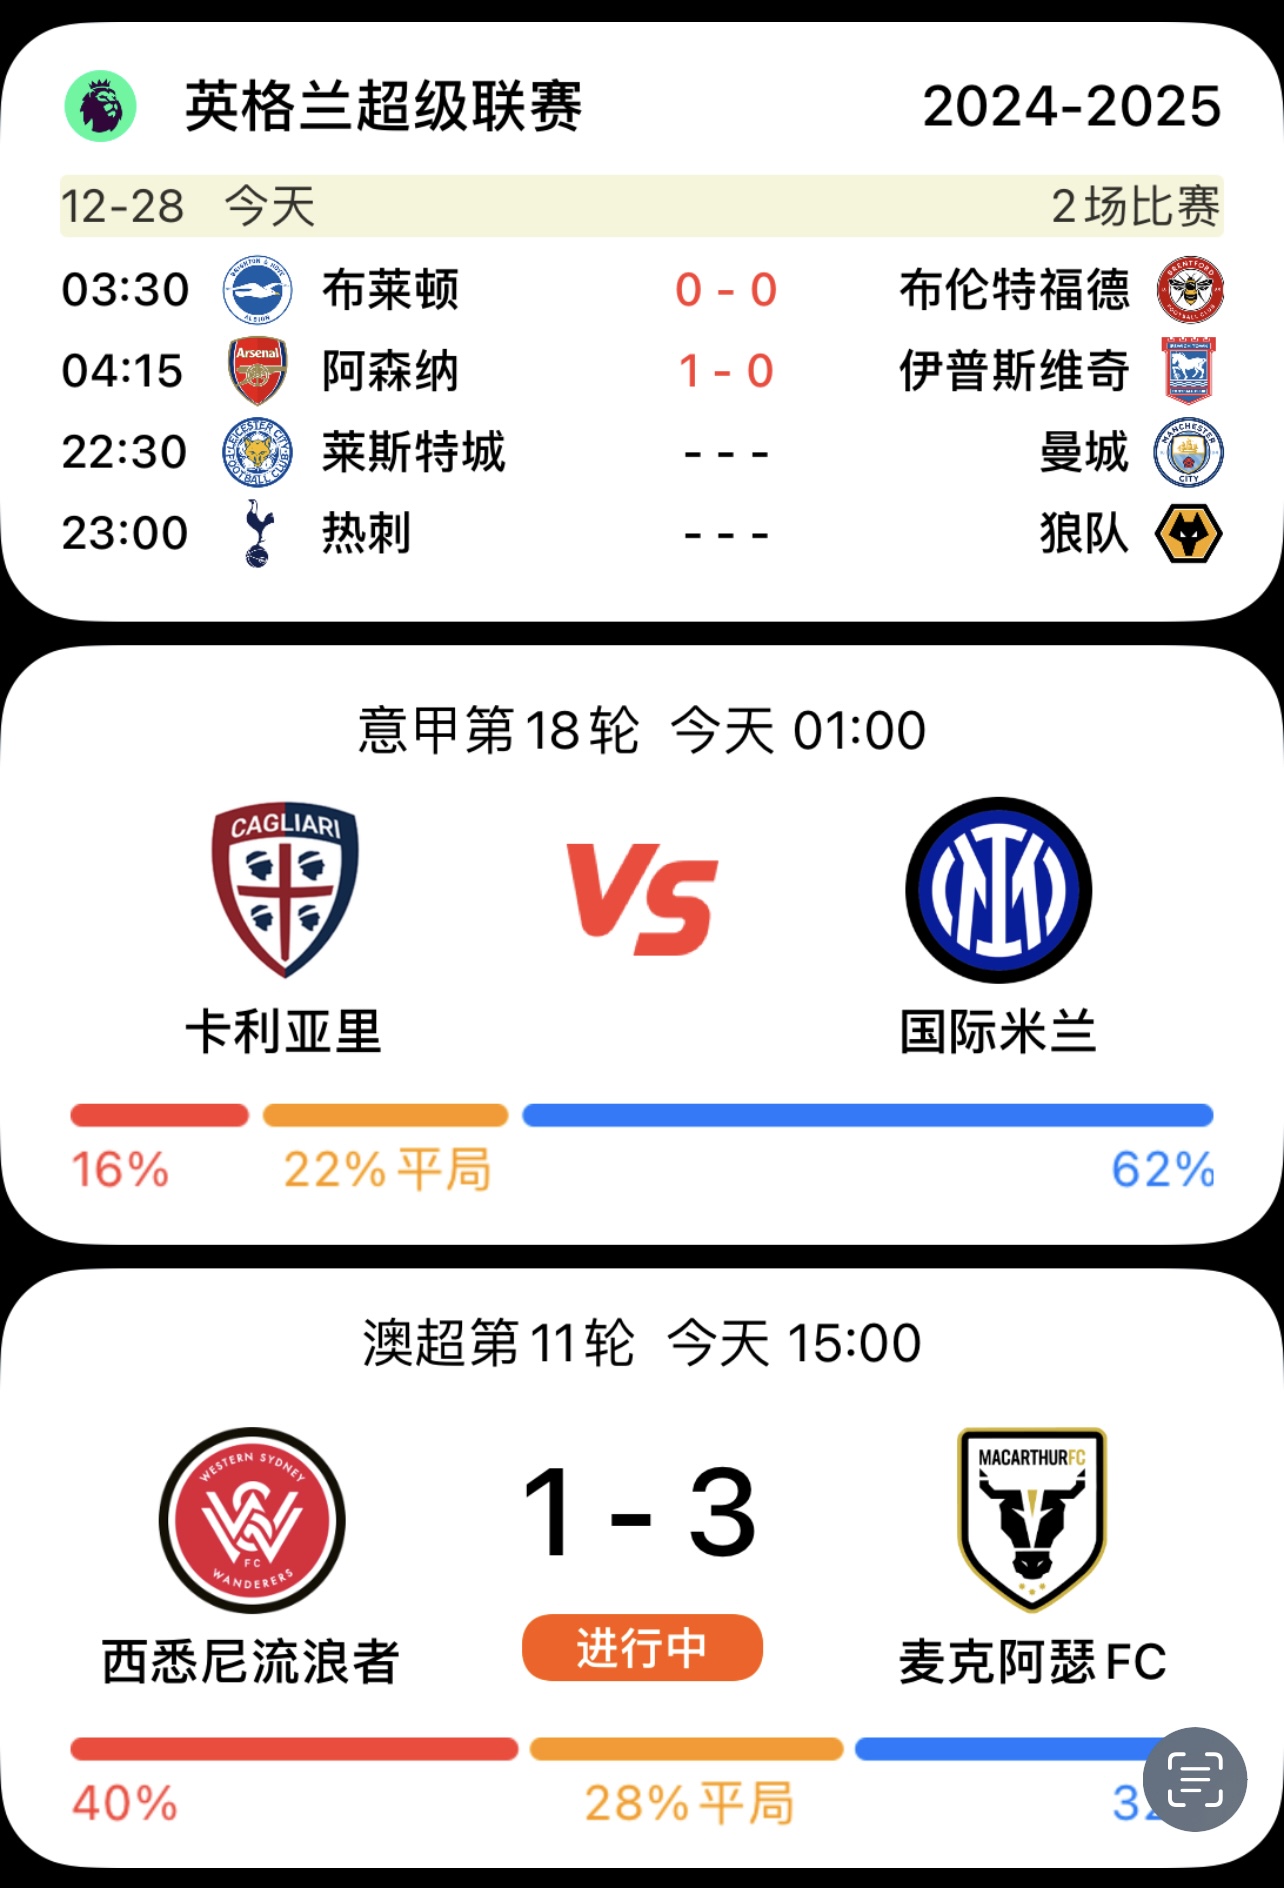 英格兰超级联赛 2024-2025
12-28 今天 2场比赛
03:30 布莱顿 0 - 0 布伦特福德
04:15 Arsenal 阿森纳 1 - 0 伊普斯维奇
22:30 莱斯特城 - - - 曼城
23:00 热刺 - - - 狼队
意甲第18轮 今天 01:00
CAGLIARI
VS
卡利亚里 国际米兰
16% 22%平局 62%
澳超第11轮 今天 15:00
WESTERN SYDNEY
FC
WANDERERS
1 - 3
MACARTHURFC
进行中
西悉尼流浪者 麦克阿瑟FC
40% 28%平局